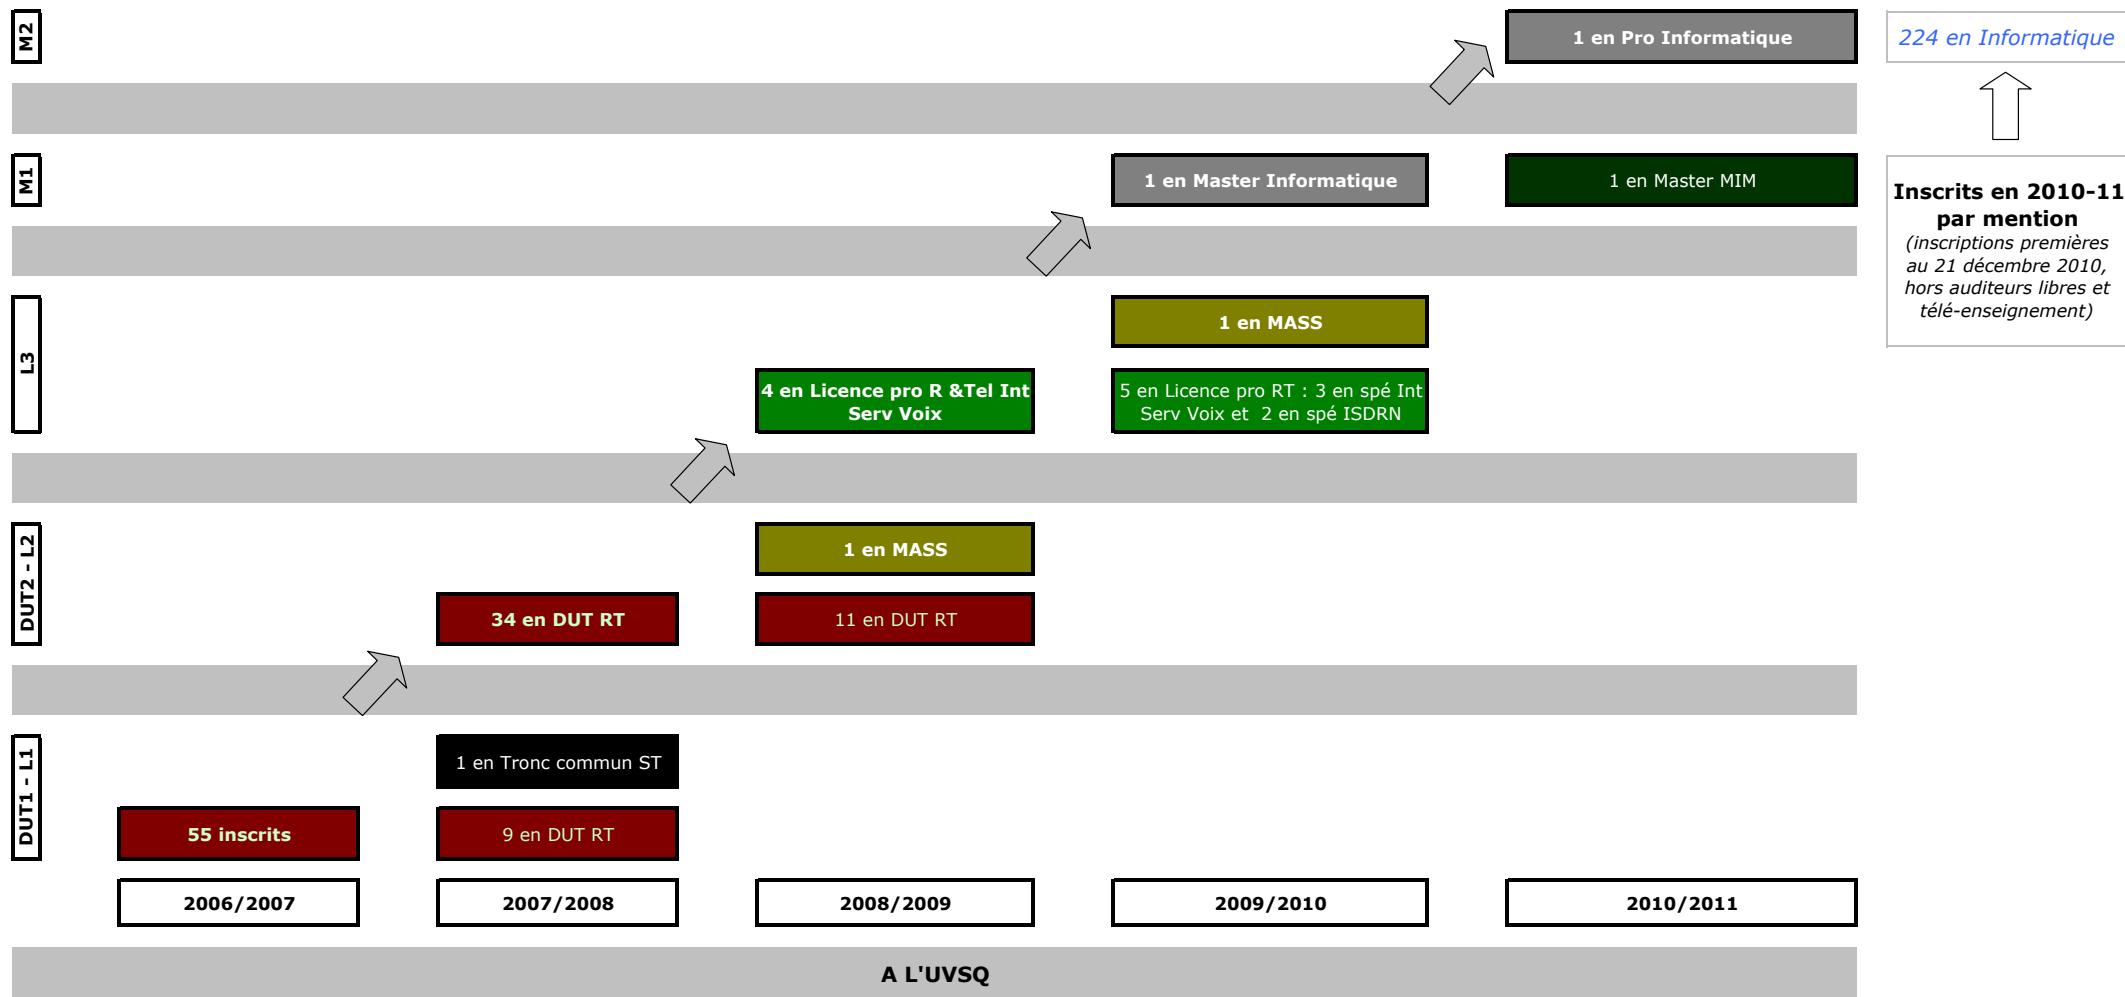 M2
1 en Pro Informatique
224 en Informatique
M1
1 en Master Informatique
1 en Master MIM
Inscrits en 2010-11
par mention
(inscriptions premières
au 21 décembre 2010,
hors auditeurs libres et
télé-enseignement)
L3
1 en MASS
4 en Licence pro R &Tel Int
Serv Voix
5 en Licence pro RT : 3 en spé Int
Serv Voix et 2 en spé ISDRN
DUT2 - L2
1 en MASS
34 en DUT RT
11 en DUT RT
DUT1 - L1
1 en Tronc commun ST
55 inscrits
9 en DUT RT
2006/2007
2007/2008
2008/2009
2009/2010
2010/2011
A L'UVSQ